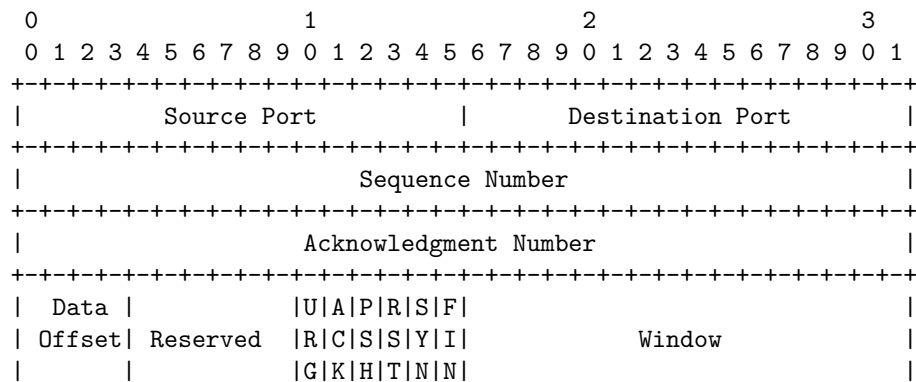 0                   1                   2                   3
 0 1 2 3 4 5 6 7 8 9 0 1 2 3 4 5 6 7 8 9 0 1 2 3 4 5 6 7 8 9 0 1
+-+-+-+-+-+-+-+-+-+-+-+-+-+-+-+-+-+-+-+-+-+-+-+-+-+-+-+-+-+-+-+-+
|          Source Port          |       Destination Port        |
+-+-+-+-+-+-+-+-+-+-+-+-+-+-+-+-+-+-+-+-+-+-+-+-+-+-+-+-+-+-+-+-+
|                        Sequence Number                        |
+-+-+-+-+-+-+-+-+-+-+-+-+-+-+-+-+-+-+-+-+-+-+-+-+-+-+-+-+-+-+-+-+
|                    Acknowledgment Number                      |
+-+-+-+-+-+-+-+-+-+-+-+-+-+-+-+-+-+-+-+-+-+-+-+-+-+-+-+-+-+-+-+-+
|  Data |           |U|A|P|R|S|F|                               |
| Offset| Reserved  |R|C|S|S|Y|I|            Window             |
|       |           |G|K|H|T|N|N|                               |